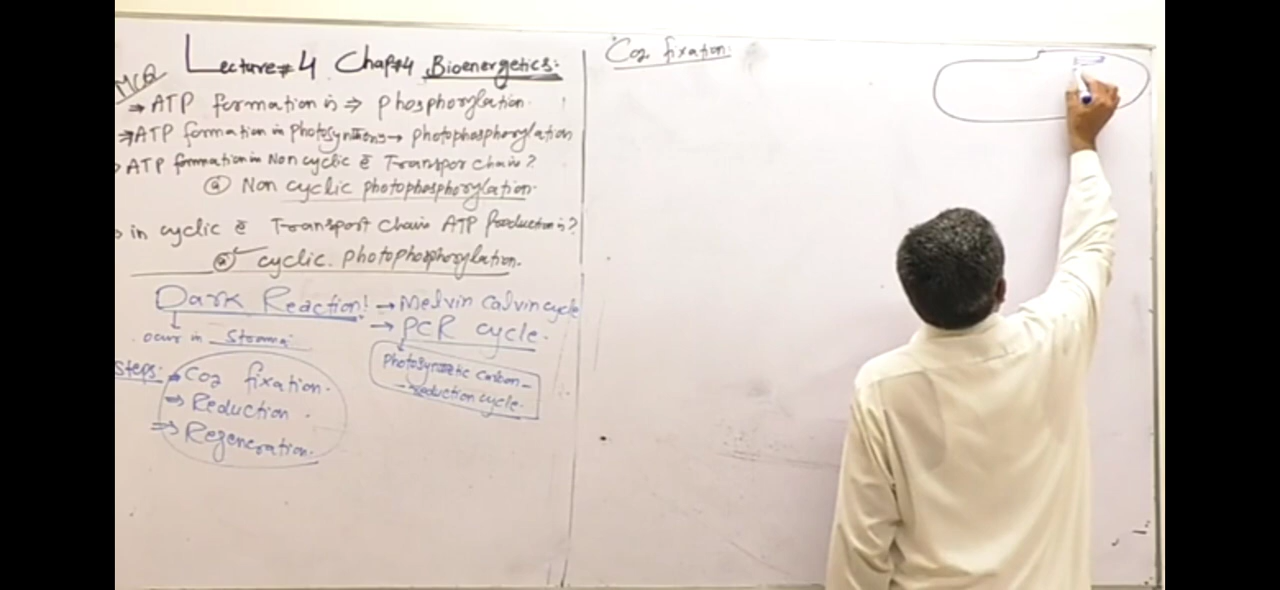 Lecture#4 Chap#4 Bioenergetics:
MCQ
→ ATP formation is ⇒ phosphorylation.
⇒ ATP formation in photosynthesis → photophosphorylation
ATP formation in Non cyclic ē Transpor chain?
ⓐ Non cyclic photophosphorylation.
in cyclic ē Transport chain ATP Production is?
ⓐ cyclic. photophosphorylation.
Dark Reaction! → Melvin Calvin cycle
→ PCR cycle.
occur in Stroma
Photosynthetic carbon-
reduction cycle.
Steps: → Co2 fixation.
⇒ Reduction.
⇒ Regeneration.
Co2 fixation: